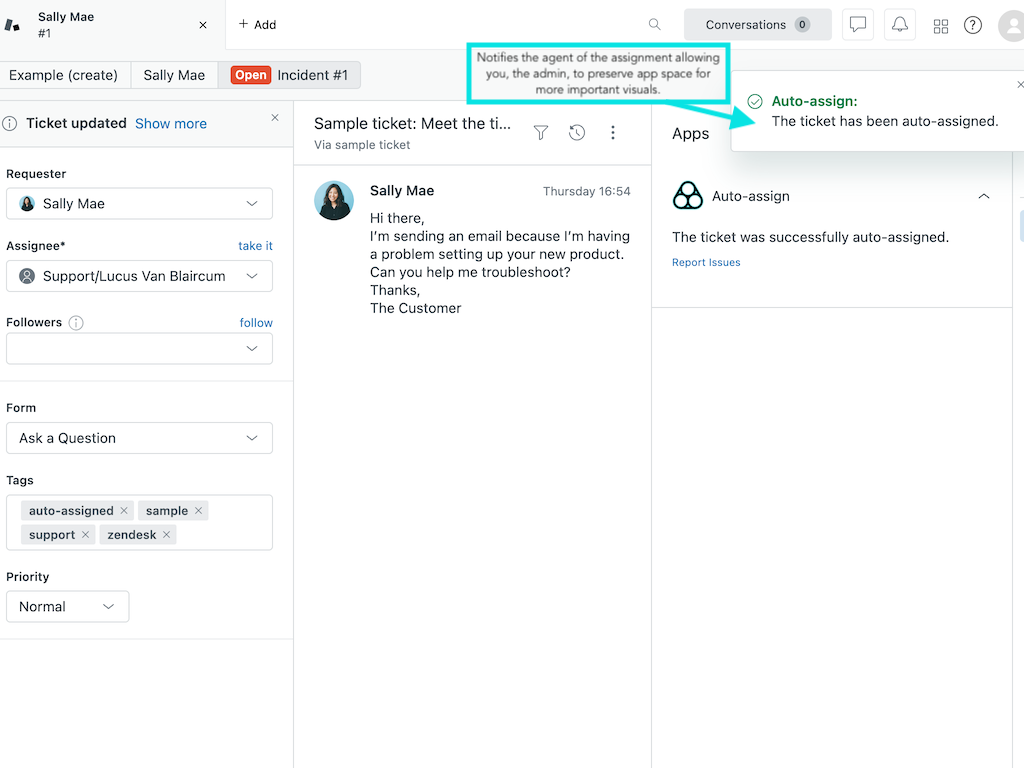 Sally Mae
#1
+ Add
Conversations 0
Notifies the agent of the assignment allowing
you, the admin, to preserve app space for
more important visuals.
Example (create)
Sally Mae
Open Incident #1
Auto-assign:
The ticket has been auto-assigned.
Ticket updated Show more
Requester
Sally Mae
Assignee* take it
Support/Lucus Van Blaircum
Followers follow
Form
Ask a Question
Tags
auto-assigned × sample ×
support × zendesk ×
Priority
Normal
Sample ticket: Meet the ti...
Via sample ticket
Sally Mae Thursday 16:54
Hi there,
I'm sending an email because I'm having
a problem setting up your new product.
Can you help me troubleshoot?
Thanks,
The Customer
Apps
Auto-assign
The ticket was successfully auto-assigned.
Report Issues